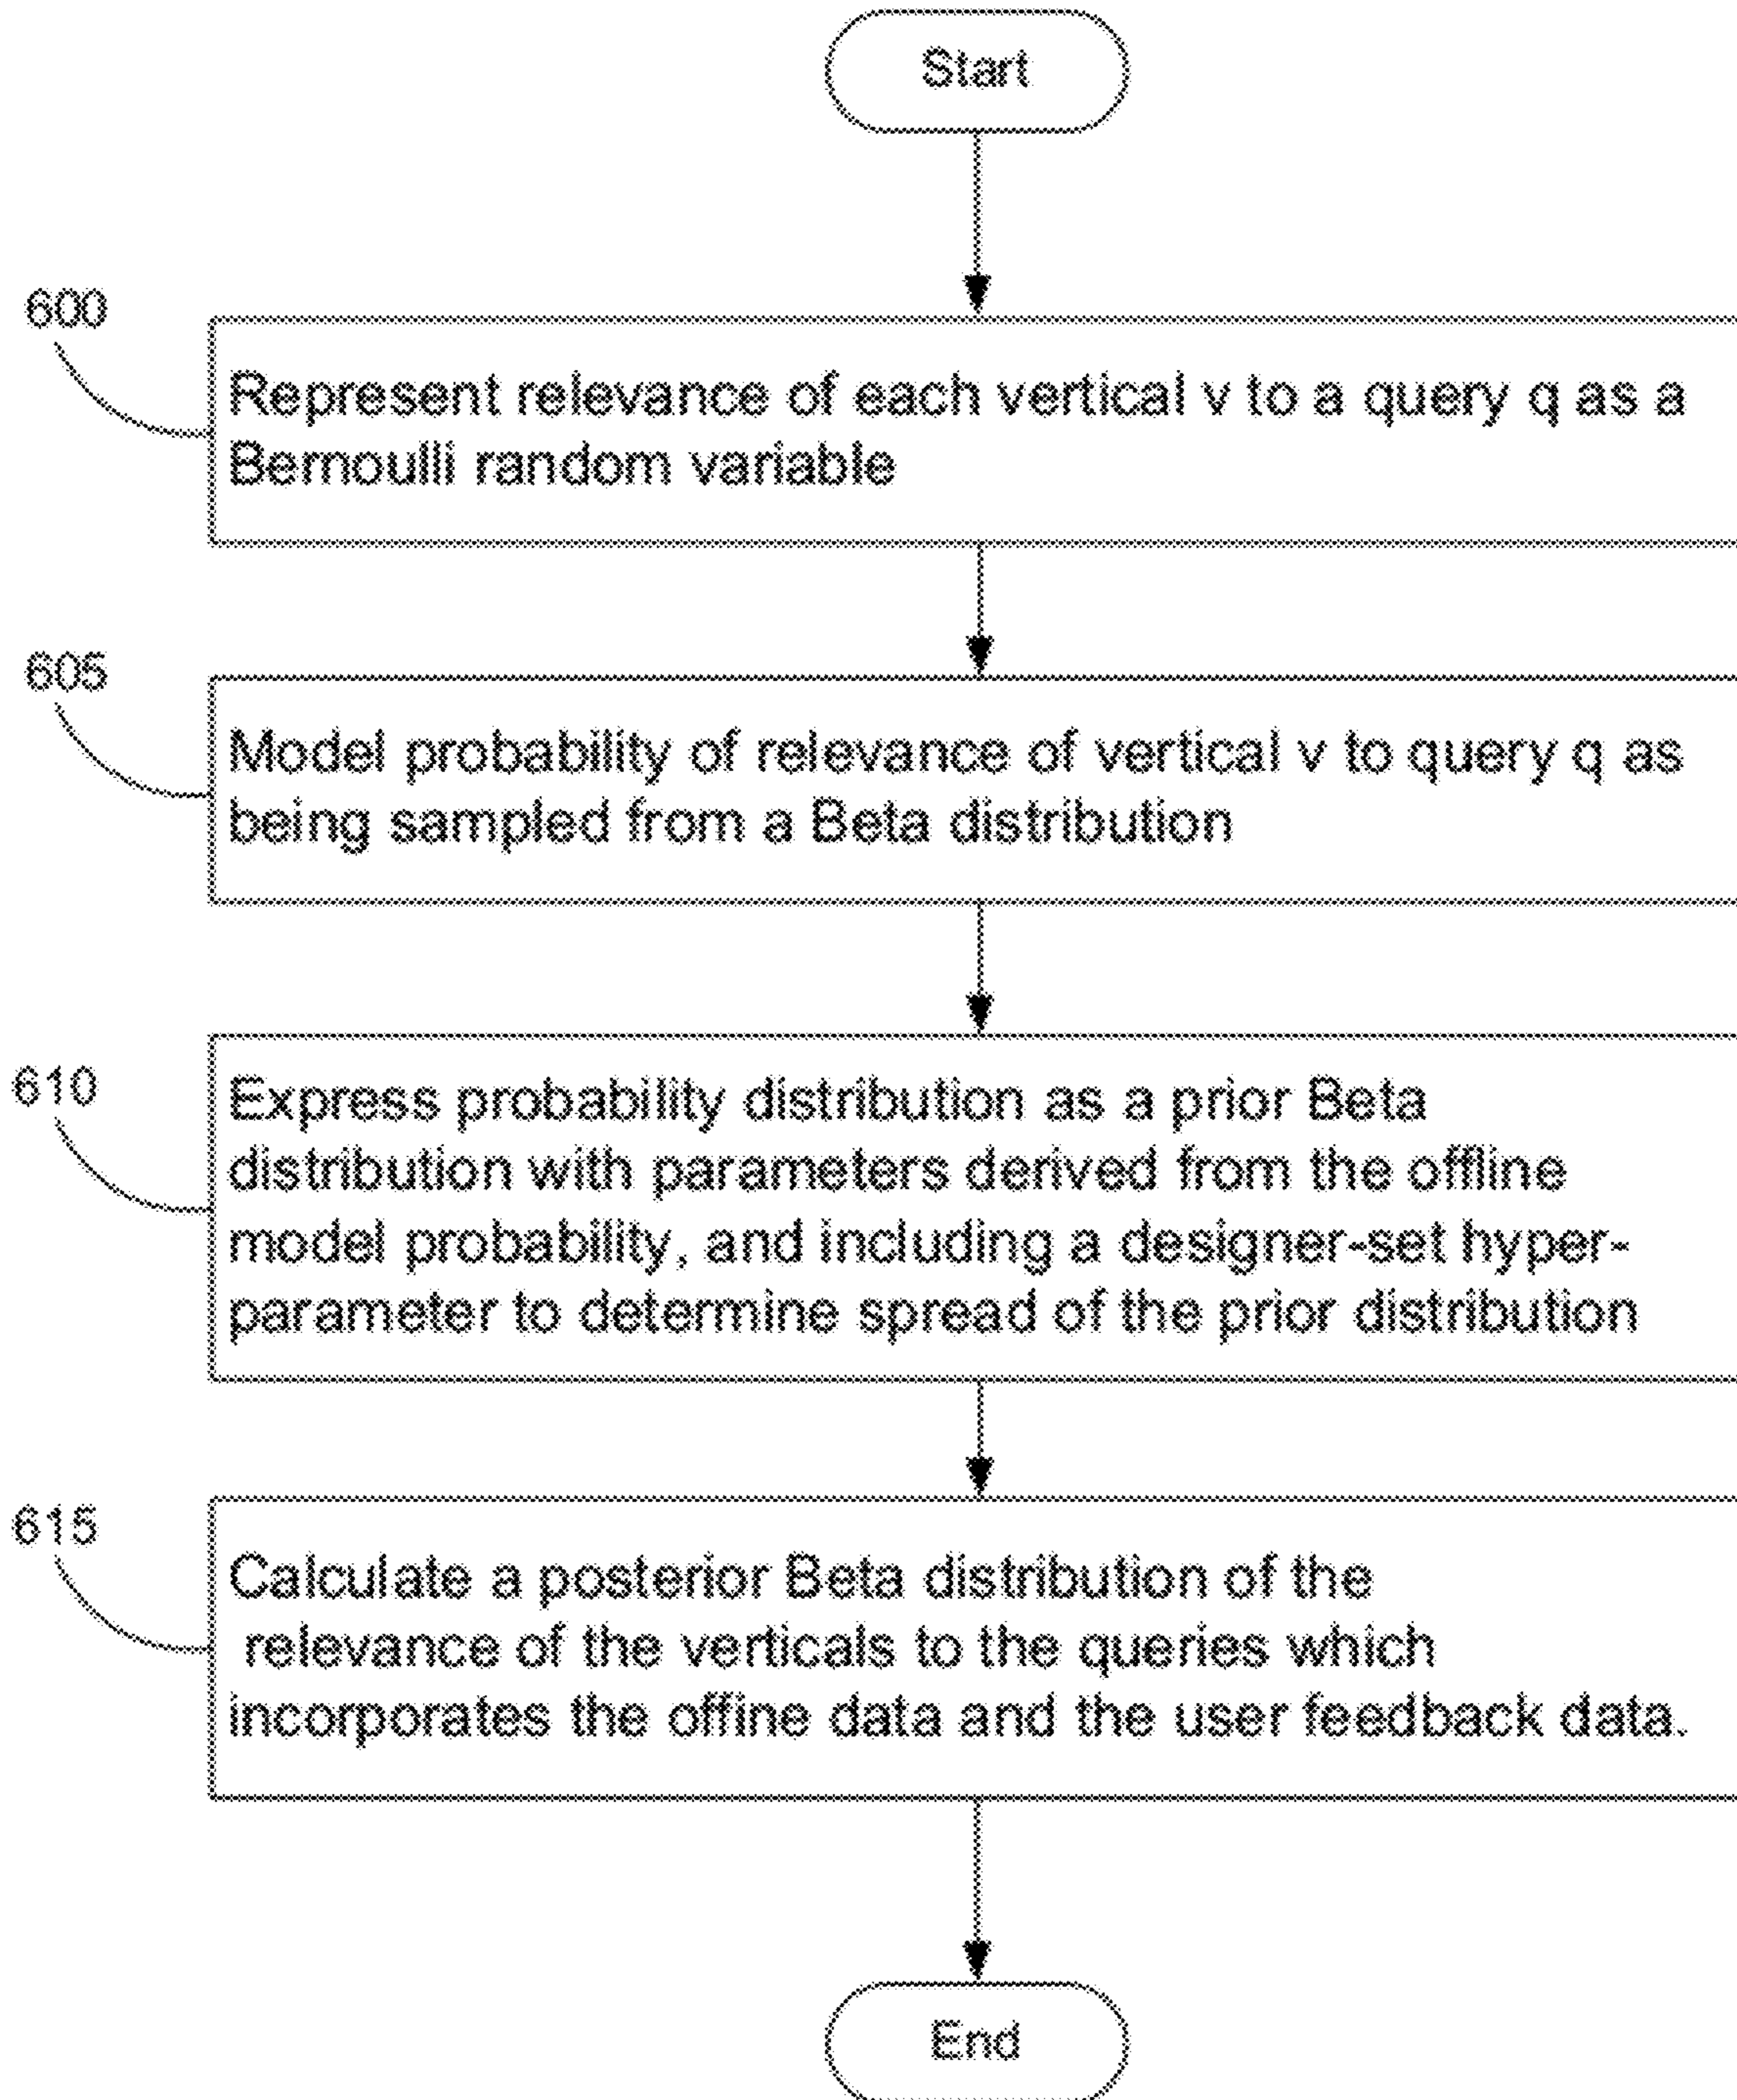 Start
600
Represent relevance of each vertical v to a query q as a
Bernoulli random variable
605
Model probability of relevance of vertical v to query q as
being sampled from a Beta distribution
610
Express probability distribution as a prior Beta
distribution with parameters derived from the offline
model probability, and including a designer-set hyper-
parameter to determine spread of the prior distribution
615
Calculate a posterior Beta distribution of the
relevance of the verticals to the queries which
incorporates the offine data and the user feedback data.
End